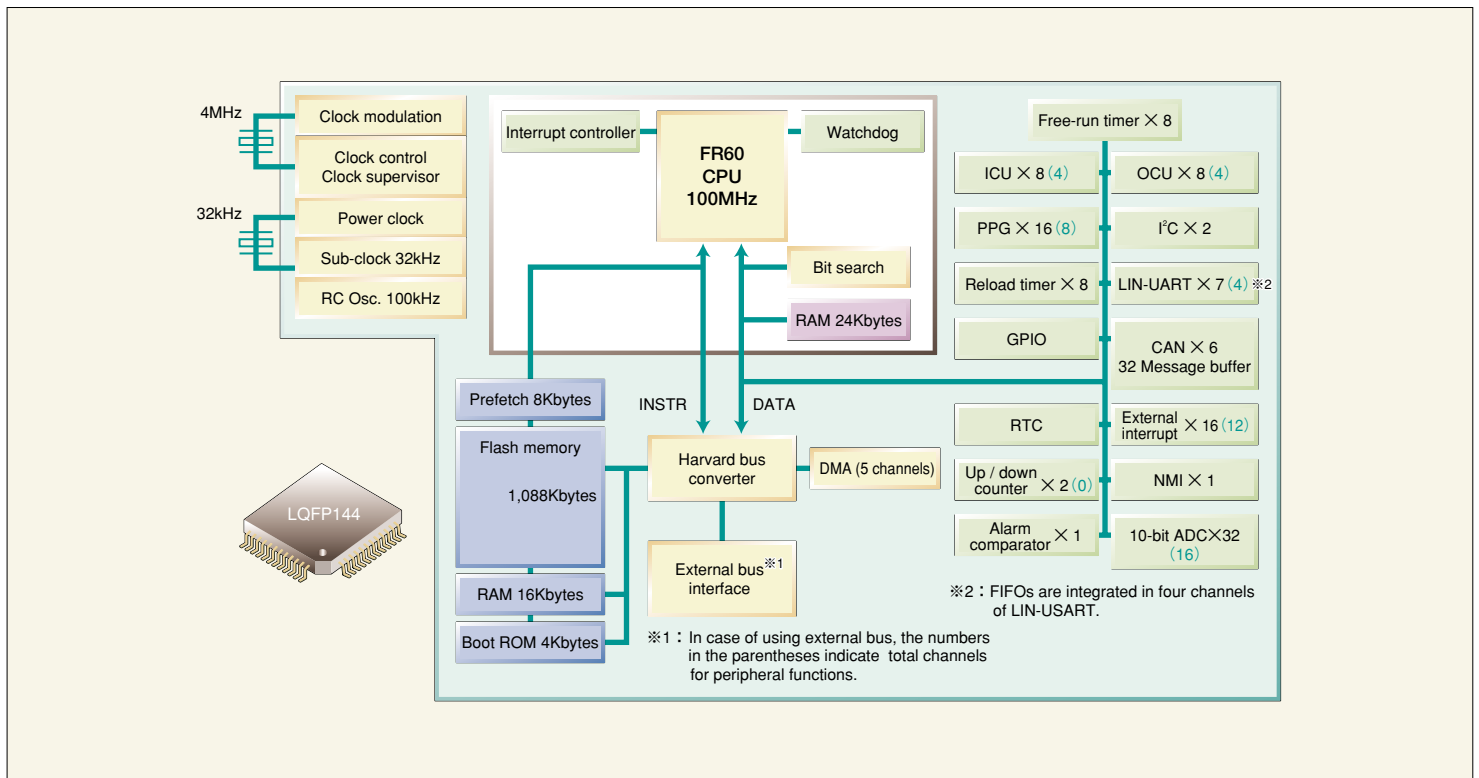 4MHz
Clock modulation
Clock control
Clock supervisor
32kHz
Power clock
Sub-clock 32kHz
RC Osc. 100kHz
Interrupt controller
FR60
CPU
100MHz
Watchdog
Bit search
RAM 24Kbytes
Free-run timer × 8
ICU × 8 (4)
OCU × 8 (4)
PPG × 16 (8)
I²C × 2
Reload timer × 8
LIN-UART × 7 (4) ※2
GPIO
CAN × 6
32 Message buffer
RTC
External
interrupt × 16 (12)
Up / down
counter × 2 (0)
NMI × 1
Alarm
comparator × 1
10-bit ADC×32
(16)
Prefetch 8Kbytes
INSTR
DATA
Flash memory
1,088Kbytes
Harvard bus
converter
DMA (5 channels)
RAM 16Kbytes
Boot ROM 4Kbytes
External bus※1
interface
LQFP144
※1 : In case of using external bus, the numbers
in the parentheses indicate total channels
for peripheral functions.
※2 : FIFOs are integrated in four channels
of LIN-USART.